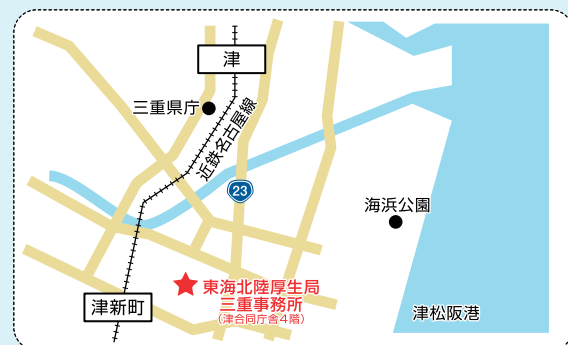 津
三重県庁
近鉄名古屋線
23
海浜公園
東海北陸厚生局
三重事務所
(津合同庁舎4階)
津新町
津松阪港